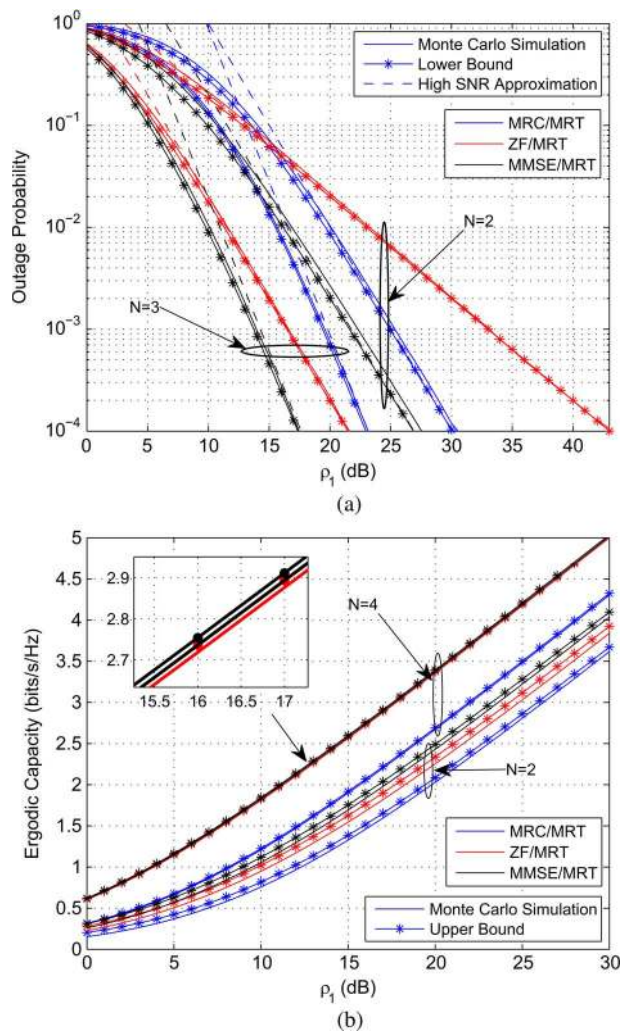 10^0
10^-1
10^-2
10^-3
10^-4
Outage Probability
Monte Carlo Simulation
Lower Bound
High SNR Approximation
MRC/MRT
ZF/MRT
MMSE/MRT
N=2
N=3
0 5 10 15 20 25 30 35 40
ρ1 (dB)
(a)
5
4.5
4
3.5
3
2.5
2
1.5
1
0.5
0
Ergodic Capacity (bits/s/Hz)
2.9
2.8
2.7
15.5 16 16.5 17
N=4
N=2
MRC/MRT
ZF/MRT
MMSE/MRT
Monte Carlo Simulation
Upper Bound
0 5 10 15 20 25 30
ρ1 (dB)
(b)